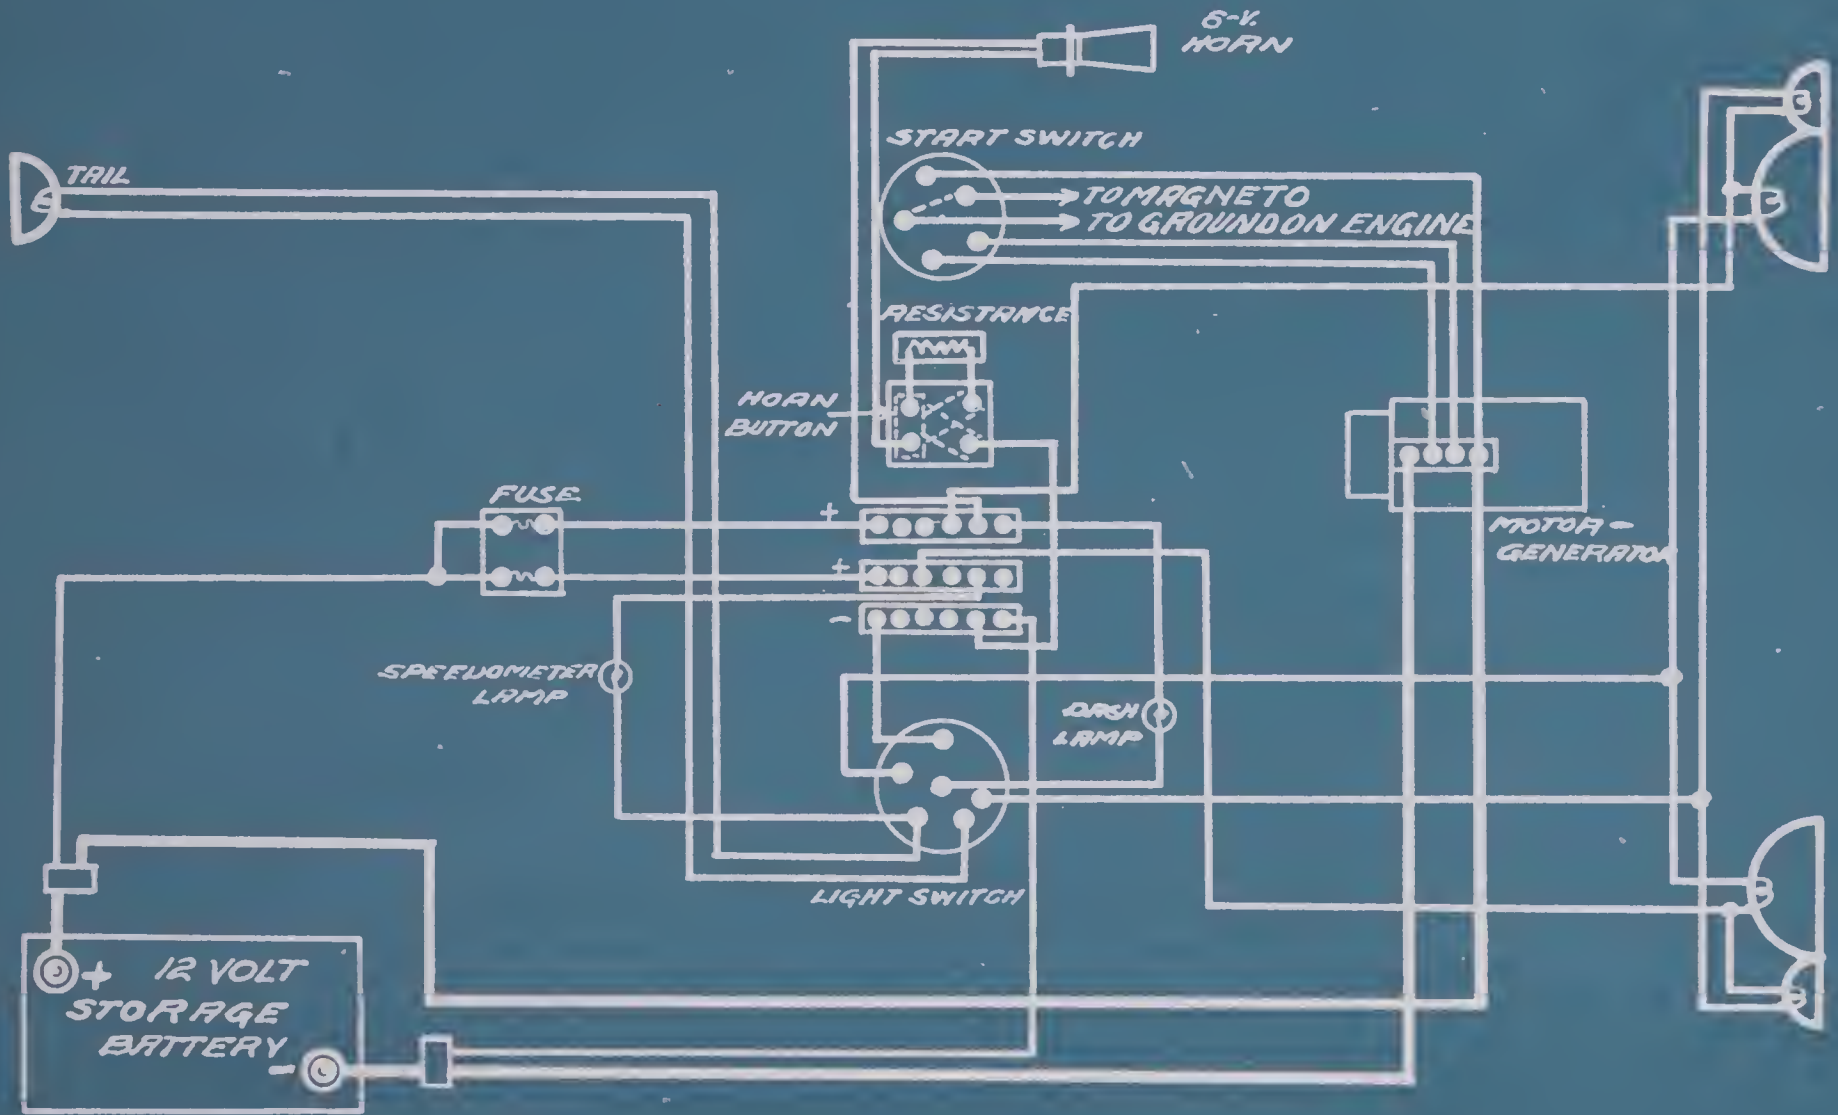 6-V.
HORN
START SWITCH
TAIL
TO MAGNETO
TO GROUND ON ENGINE
RESISTANCE
HORN
BUTTON
FUSE
+
MOTOR-
GENERATOR
+
-
SPEEDOMETER
LAMP
DASH
LAMP
LIGHT SWITCH
+ 12 VOLT
STORAGE
BATTERY
-